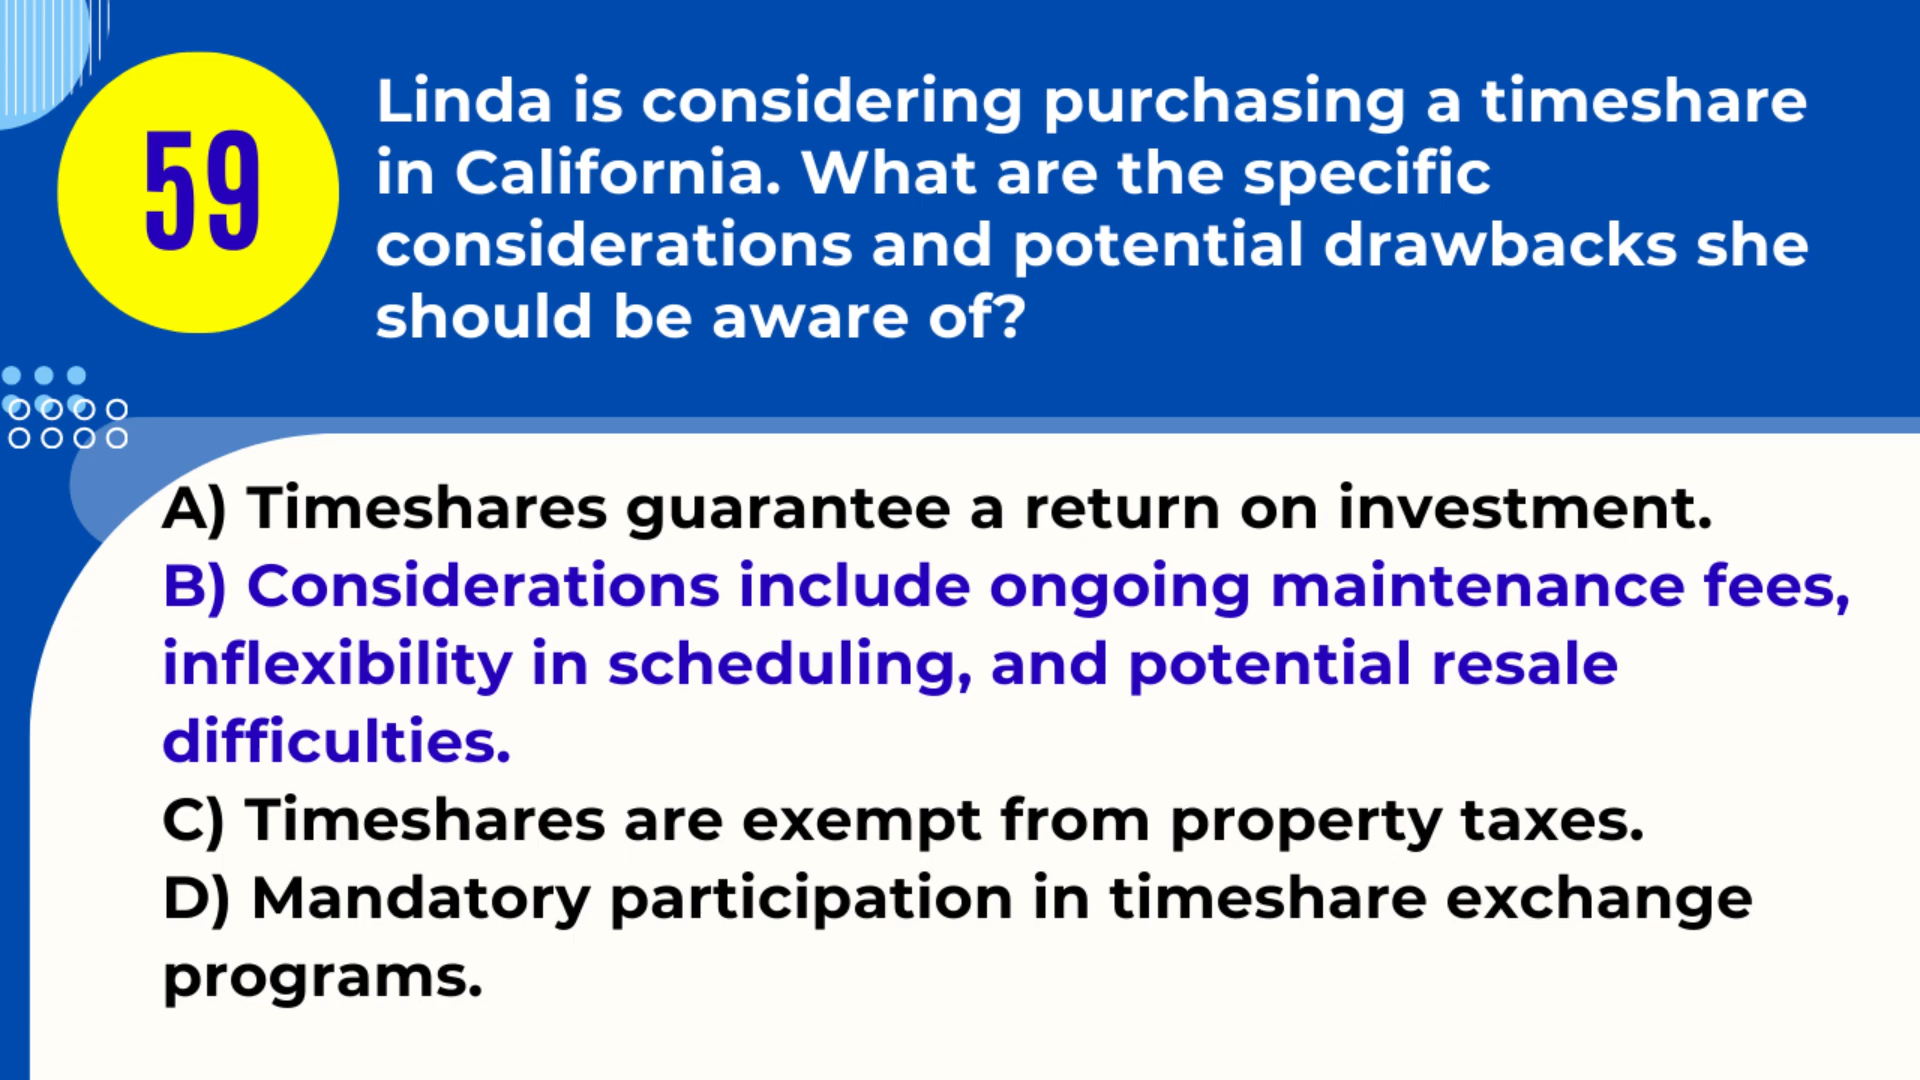 59
Linda is considering purchasing a timeshare
in California. What are the specific
considerations and potential drawbacks she
should be aware of?
A) Timeshares guarantee a return on investment.
B) Considerations include ongoing maintenance fees,
inflexibility in scheduling, and potential resale
difficulties.
C) Timeshares are exempt from property taxes.
D) Mandatory participation in timeshare exchange
programs.